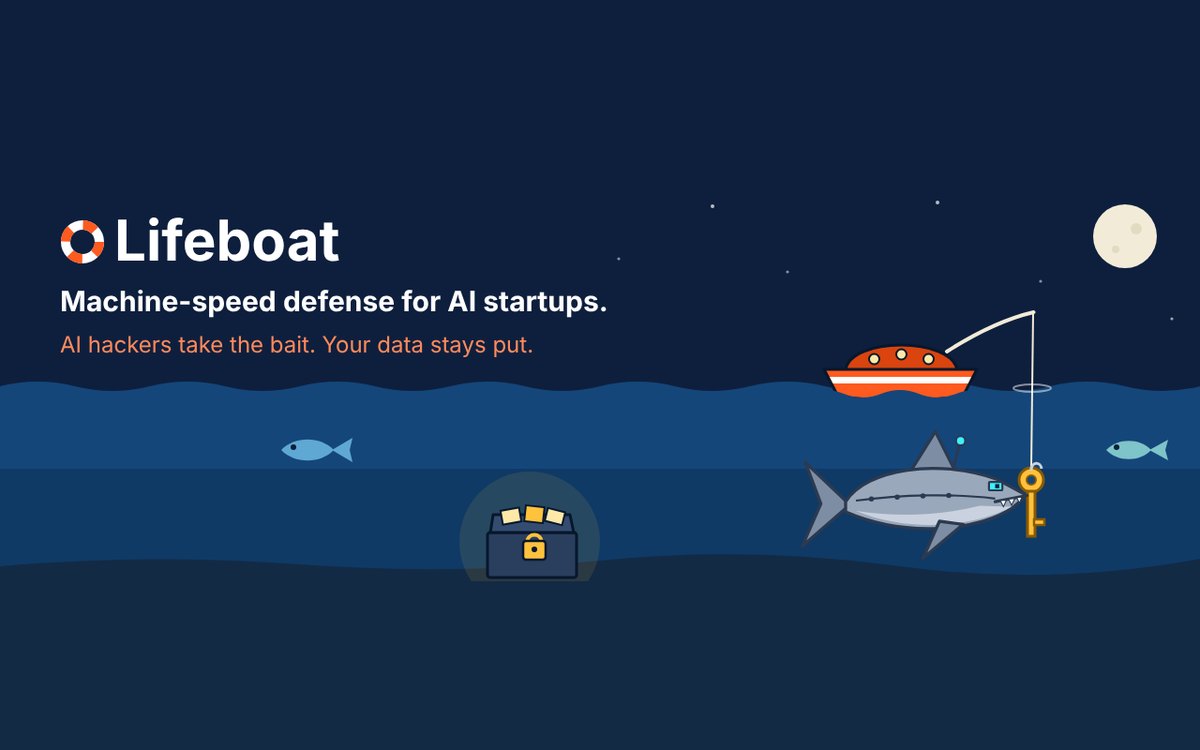 Lifeboat
Machine-speed defense for AI startups.
AI hackers take the bait. Your data stays put.